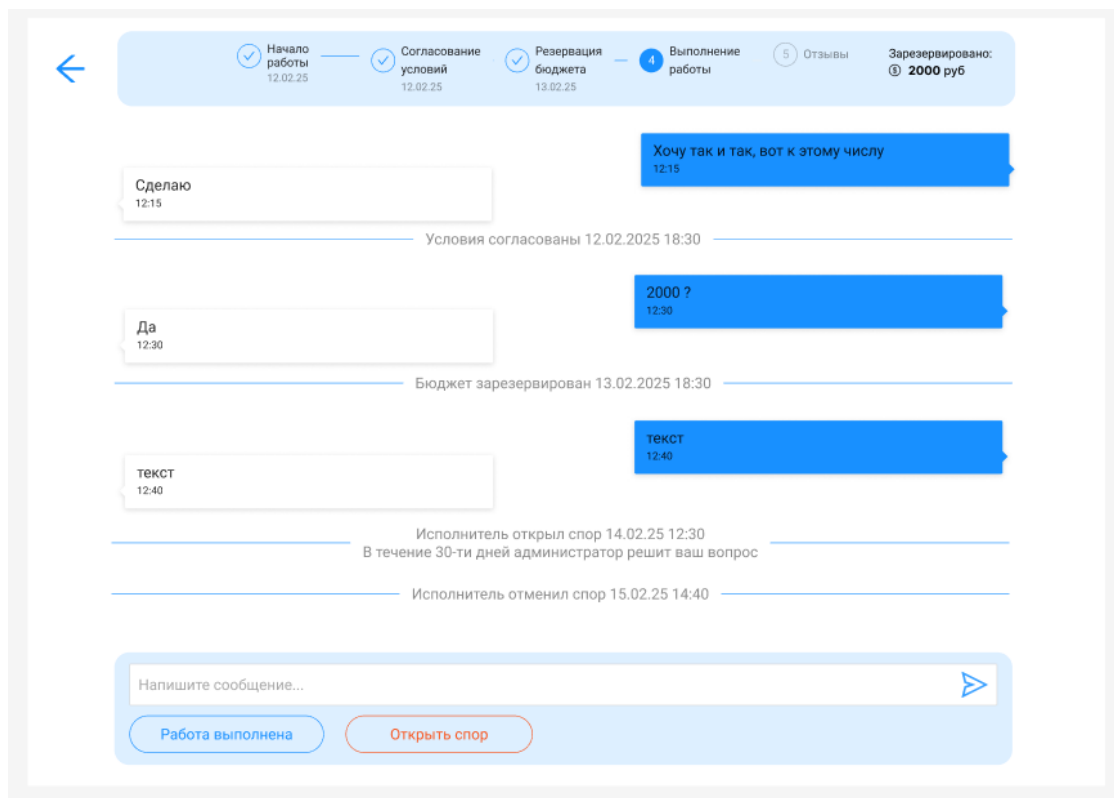 Начало
работы
12.02.25
Согласование
условий
12.02.25
Резервация
бюджета
13.02.25
4
Выполнение
работы
5
Отзывы
Зарезервировано:
2000 руб
Хочу так и так, вот к этому числу
12:15
Сделаю
12:15
Условия согласованы 12.02.2025 18:30
2000 ?
12:30
Да
12:30
Бюджет зарезервирован 13.02.2025 18:30
текст
12:40
текст
12:40
Исполнитель открыл спор 14.02.25 12:30
В течение 30-ти дней администратор решит ваш вопрос
Исполнитель отменил спор 15.02.25 14:40
Напишите сообщение...
Работа выполнена
Открыть спор